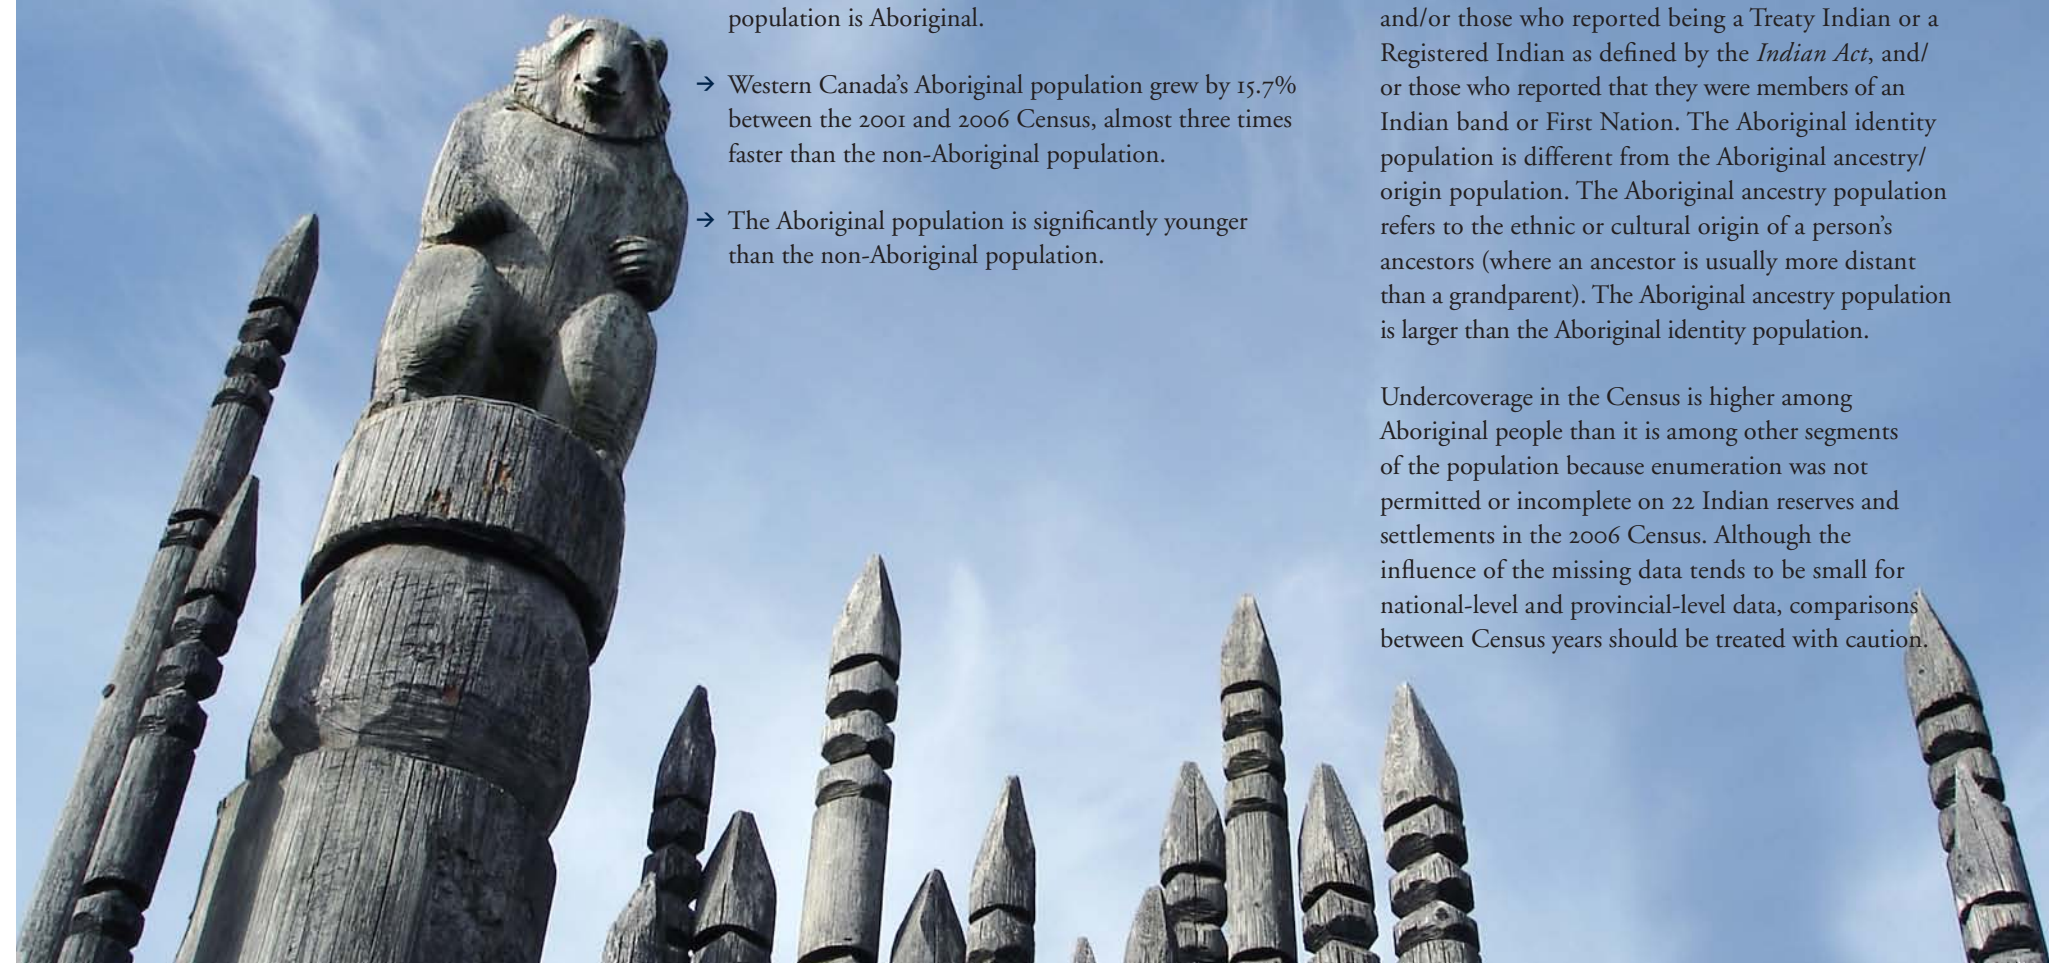 population is Aboriginal.
→ Western Canada’s Aboriginal population grew by 15.7%
between the 2001 and 2006 Census, almost three times
faster than the non-Aboriginal population.
→ The Aboriginal population is significantly younger
than the non-Aboriginal population.
and/or those who reported being a Treaty Indian or a
Registered Indian as defined by the Indian Act, and/
or those who reported that they were members of an
Indian band or First Nation. The Aboriginal identity
population is different from the Aboriginal ancestry/
origin population. The Aboriginal ancestry population
refers to the ethnic or cultural origin of a person’s
ancestors (where an ancestor is usually more distant
than a grandparent). The Aboriginal ancestry population
is larger than the Aboriginal identity population.
Undercoverage in the Census is higher among
Aboriginal people than it is among other segments
of the population because enumeration was not
permitted or incomplete on 22 Indian reserves and
settlements in the 2006 Census. Although the
influence of the missing data tends to be small for
national-level and provincial-level data, comparisons
between Census years should be treated with caution.